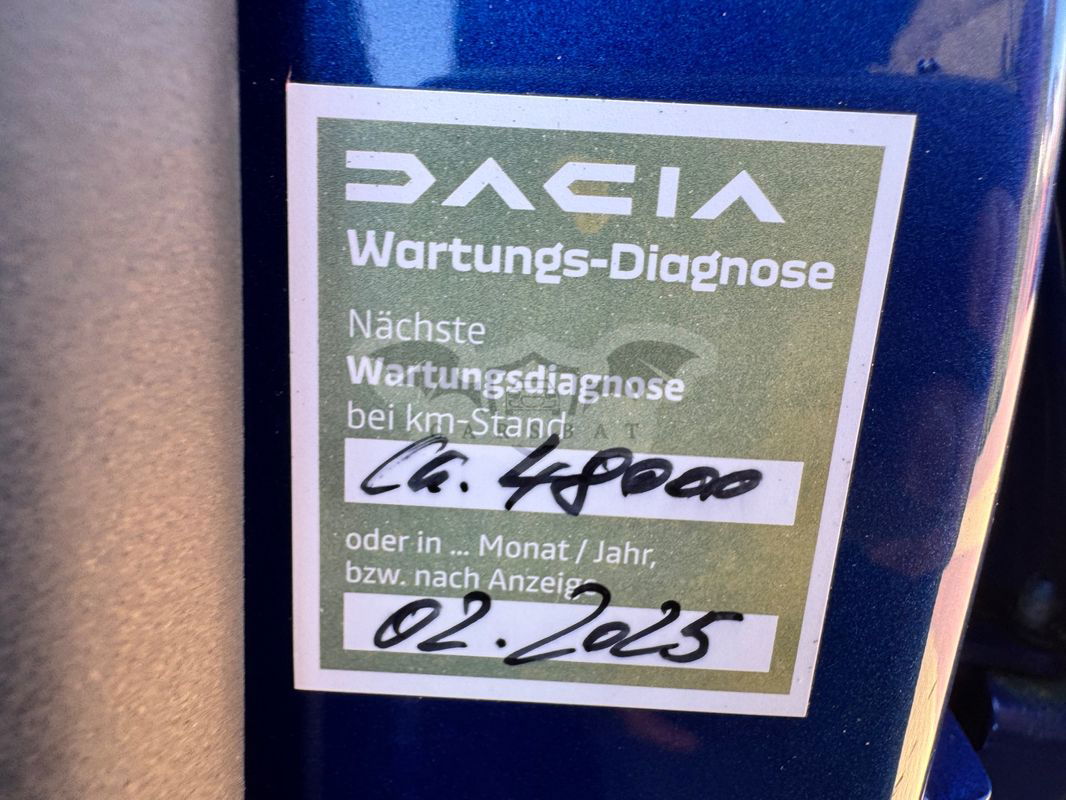 DACIA
Wartungs-Diagnose
Nächste
Wartungsdiagnose
bei km-Stand
CARSBAT
Ca. 48000
oder in ... Monat / Jahr,
bzw. nach Anzeige
02.2025